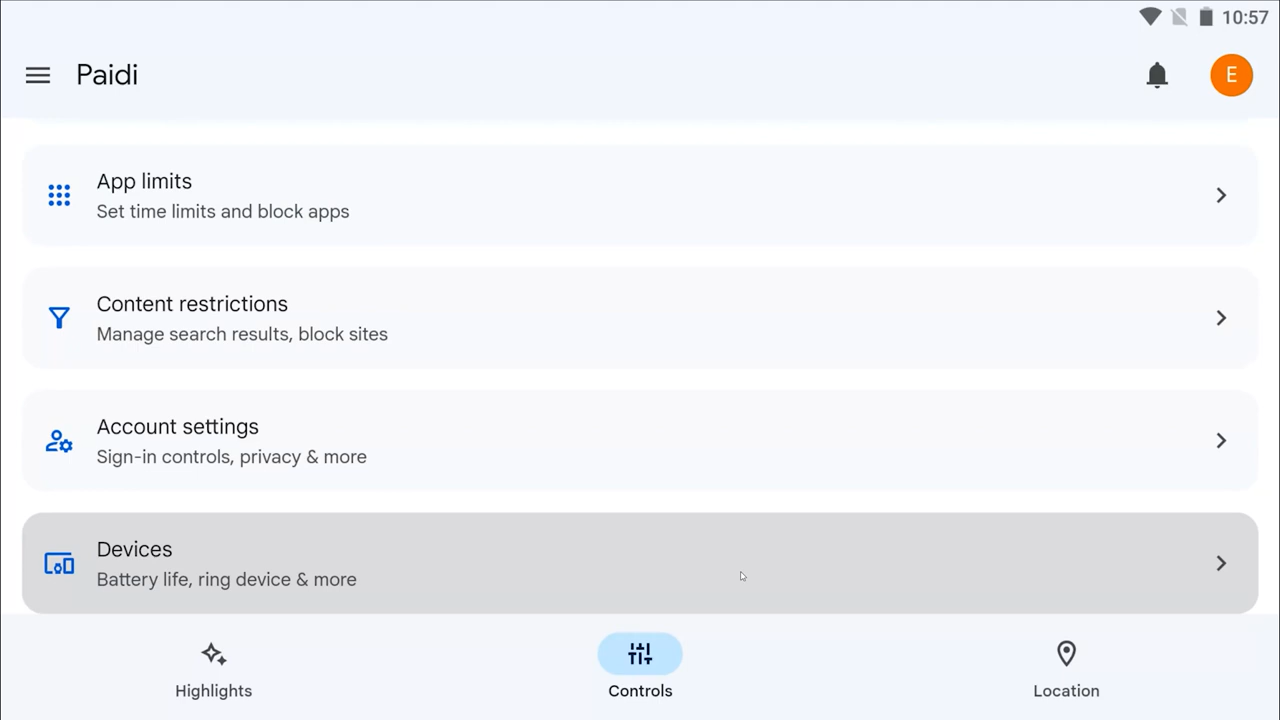 10:57
Paidi
E
App limits
Set time limits and block apps
Content restrictions
Manage search results, block sites
Account settings
Sign-in controls, privacy & more
Devices
Battery life, ring device & more
Highlights
Controls
Location